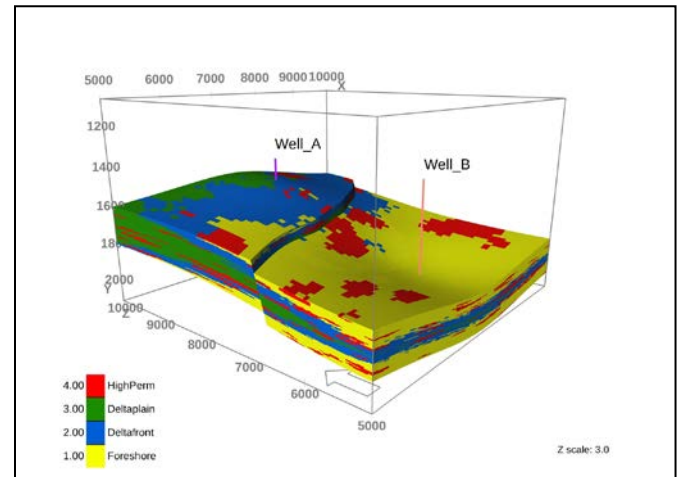 5000 6000 7000 8000 9000 10000
X
Well_A
Well_B
1200
1400
1600
1800
2000
Y
Z
10000
9000
8000
7000
6000
5000
4.00 HighPerm
3.00 Deltaplain
2.00 Deltafront
1.00 Foreshore
Z scale: 3.0